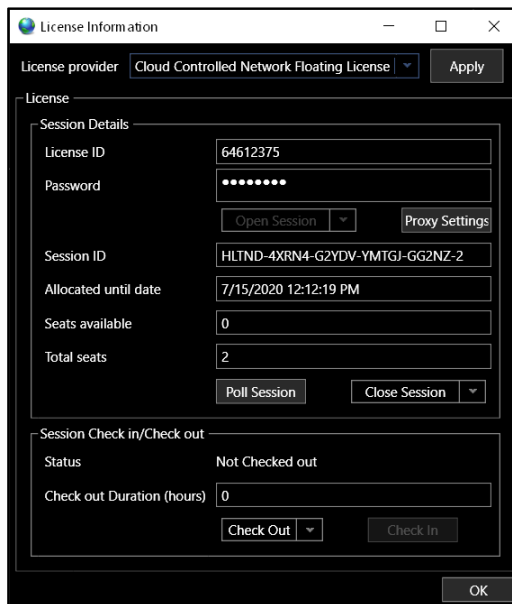 License Information
License provider Cloud Controlled Network Floating License Apply
License
Session Details
License ID 64612375
Password ••••••••
Open Session Proxy Settings
Session ID HLTND-4XRN4-G2YDV-YMTGJ-GG2NZ-2
Allocated until date 7/15/2020 12:12:19 PM
Seats available 0
Total seats 2
Poll Session Close Session
Session Check in/Check out
Status Not Checked out
Check out Duration (hours) 0
Check Out Check In
OK